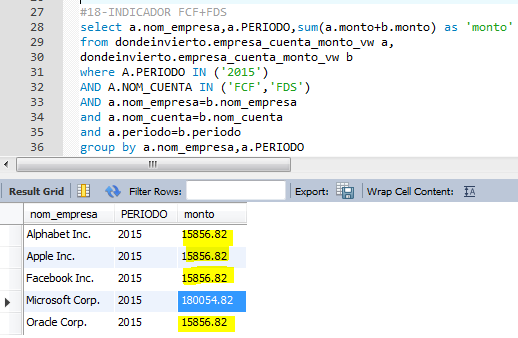 26
27 #18-INDICADOR FCF+FDS
28 select a.nom_empresa,a.PERIODO,sum(a.monto+b.monto) as 'monto'
29 from dondeinvierto.empresa_cuenta_monto_vw a,
30 dondeinvierto.empresa_cuenta_monto_vw b
31 where A.PERIODO IN ('2015')
32 AND A.NOM_CUENTA IN ('FCF','FDS')
33 AND a.nom_empresa=b.nom_empresa
34 and a.nom_cuenta=b.nom_cuenta
35 and a.periodo=b.periodo
36 group by a.nom_empresa,a.PERIODO
Result Grid Filter Rows: Export: Wrap Cell Content:
nom_empresa PERIODO monto
Alphabet Inc. 2015 15856.82
Apple Inc. 2015 15856.82
Facebook Inc. 2015 15856.82
Microsoft Corp. 2015 180054.82
Oracle Corp. 2015 15856.82